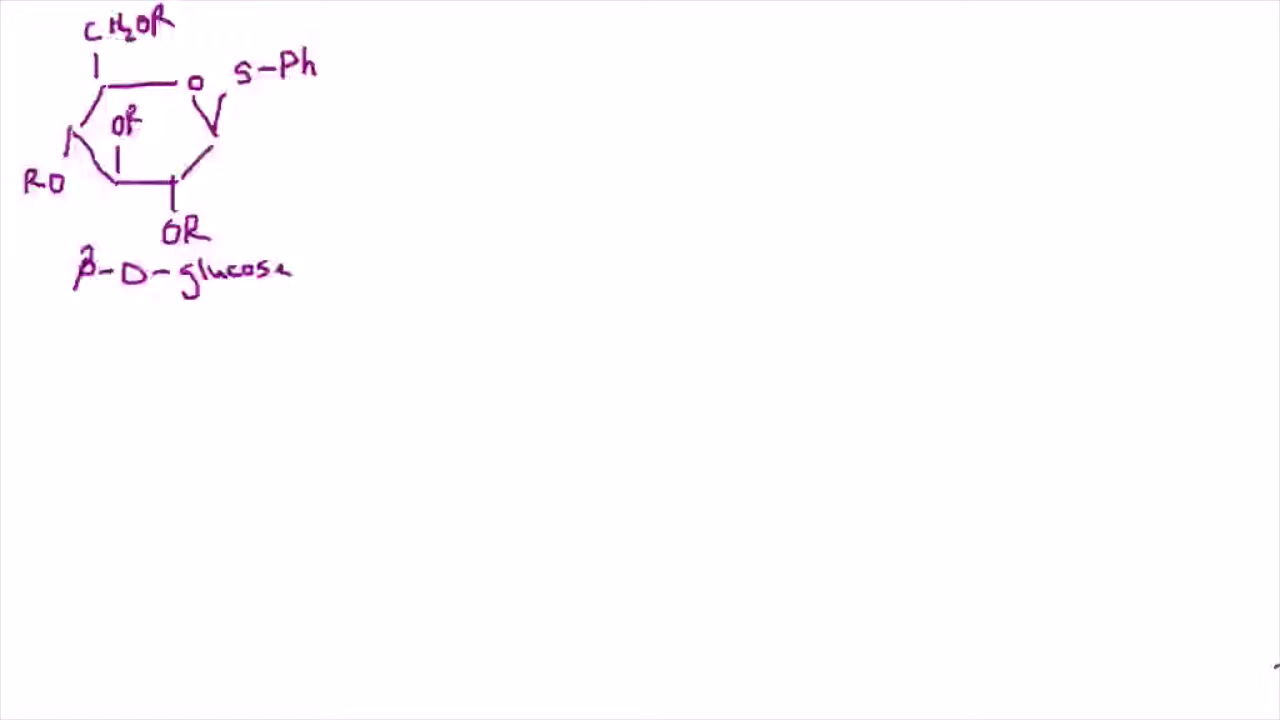 CH₂OR
O
S-Ph
OR
RO
OR
β-D-glucose